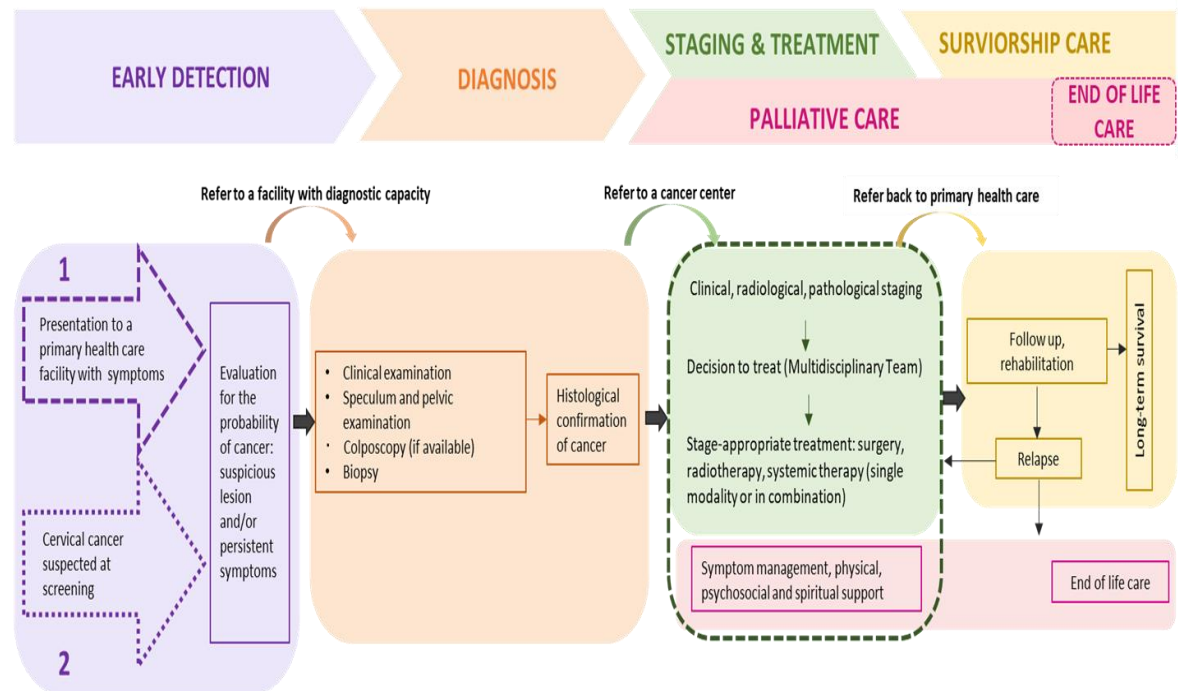 EARLY DETECTION
DIAGNOSIS
STAGING & TREATMENT
SURVIORSHIP CARE
PALLIATIVE CARE
END OF LIFE
CARE
Refer to a facility with diagnostic capacity
Refer to a cancer center
Refer back to primary health care
1
Presentation to a
primary health care
facility with symptoms
Cervical cancer
suspected at
screening
2
Evaluation
for the
probability
of cancer:
suspicious
lesion
and/or
persistent
symptoms
• Clinical examination
• Speculum and pelvic
examination
· Colposcopy (if available)
• Biopsy
Histological
confirmation
of cancer
Clinical, radiological, pathological staging
Decision to treat (Multidisciplinary Team)
Stage-appropriate treatment: surgery,
radiotherapy, systemic therapy (single
modality or in combination)
Symptom management, physical,
psychosocial and spiritual support
Follow up,
rehabilitation
Relapse
Long-term survival
End of life care